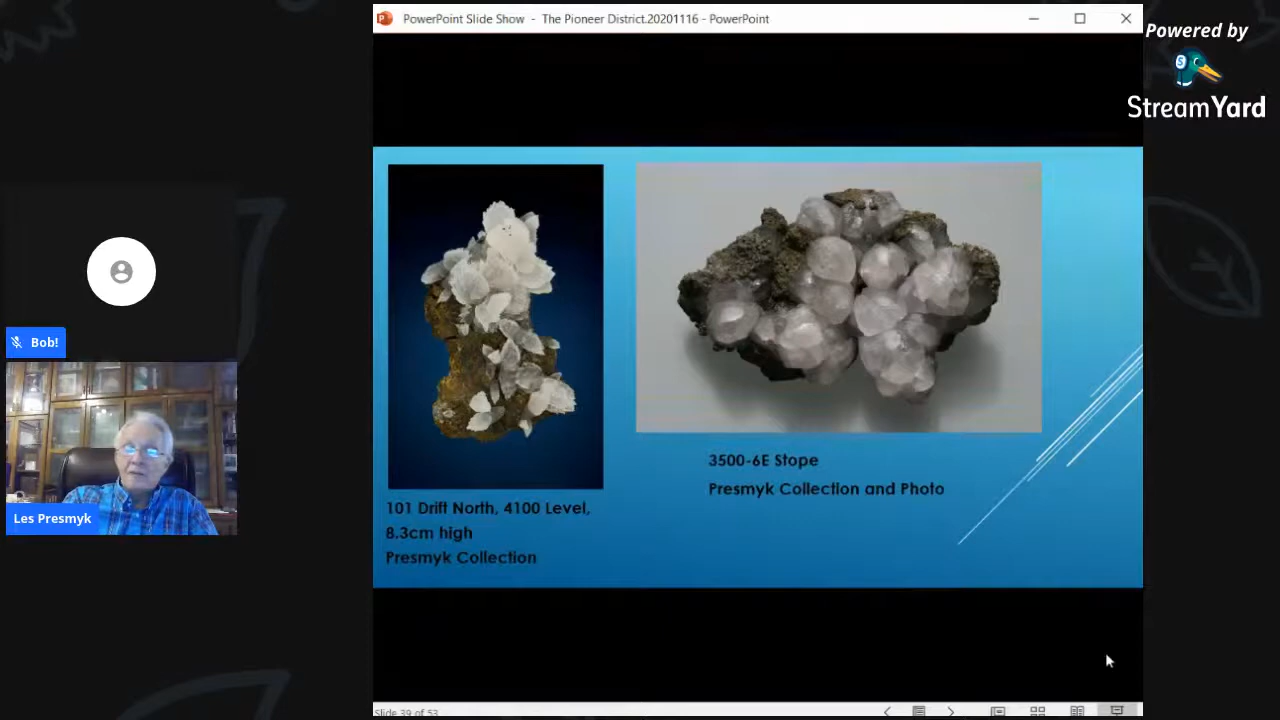 PowerPoint Slide Show - The Pioneer District.20201116 - PowerPoint
Powered by
StreamYard
Bob!
Les Presmyk
101 Drift North, 4100 Level,
8.3cm high
Presmyk Collection
3500-6E Stope
Presmyk Collection and Photo
Slide 39 of 53